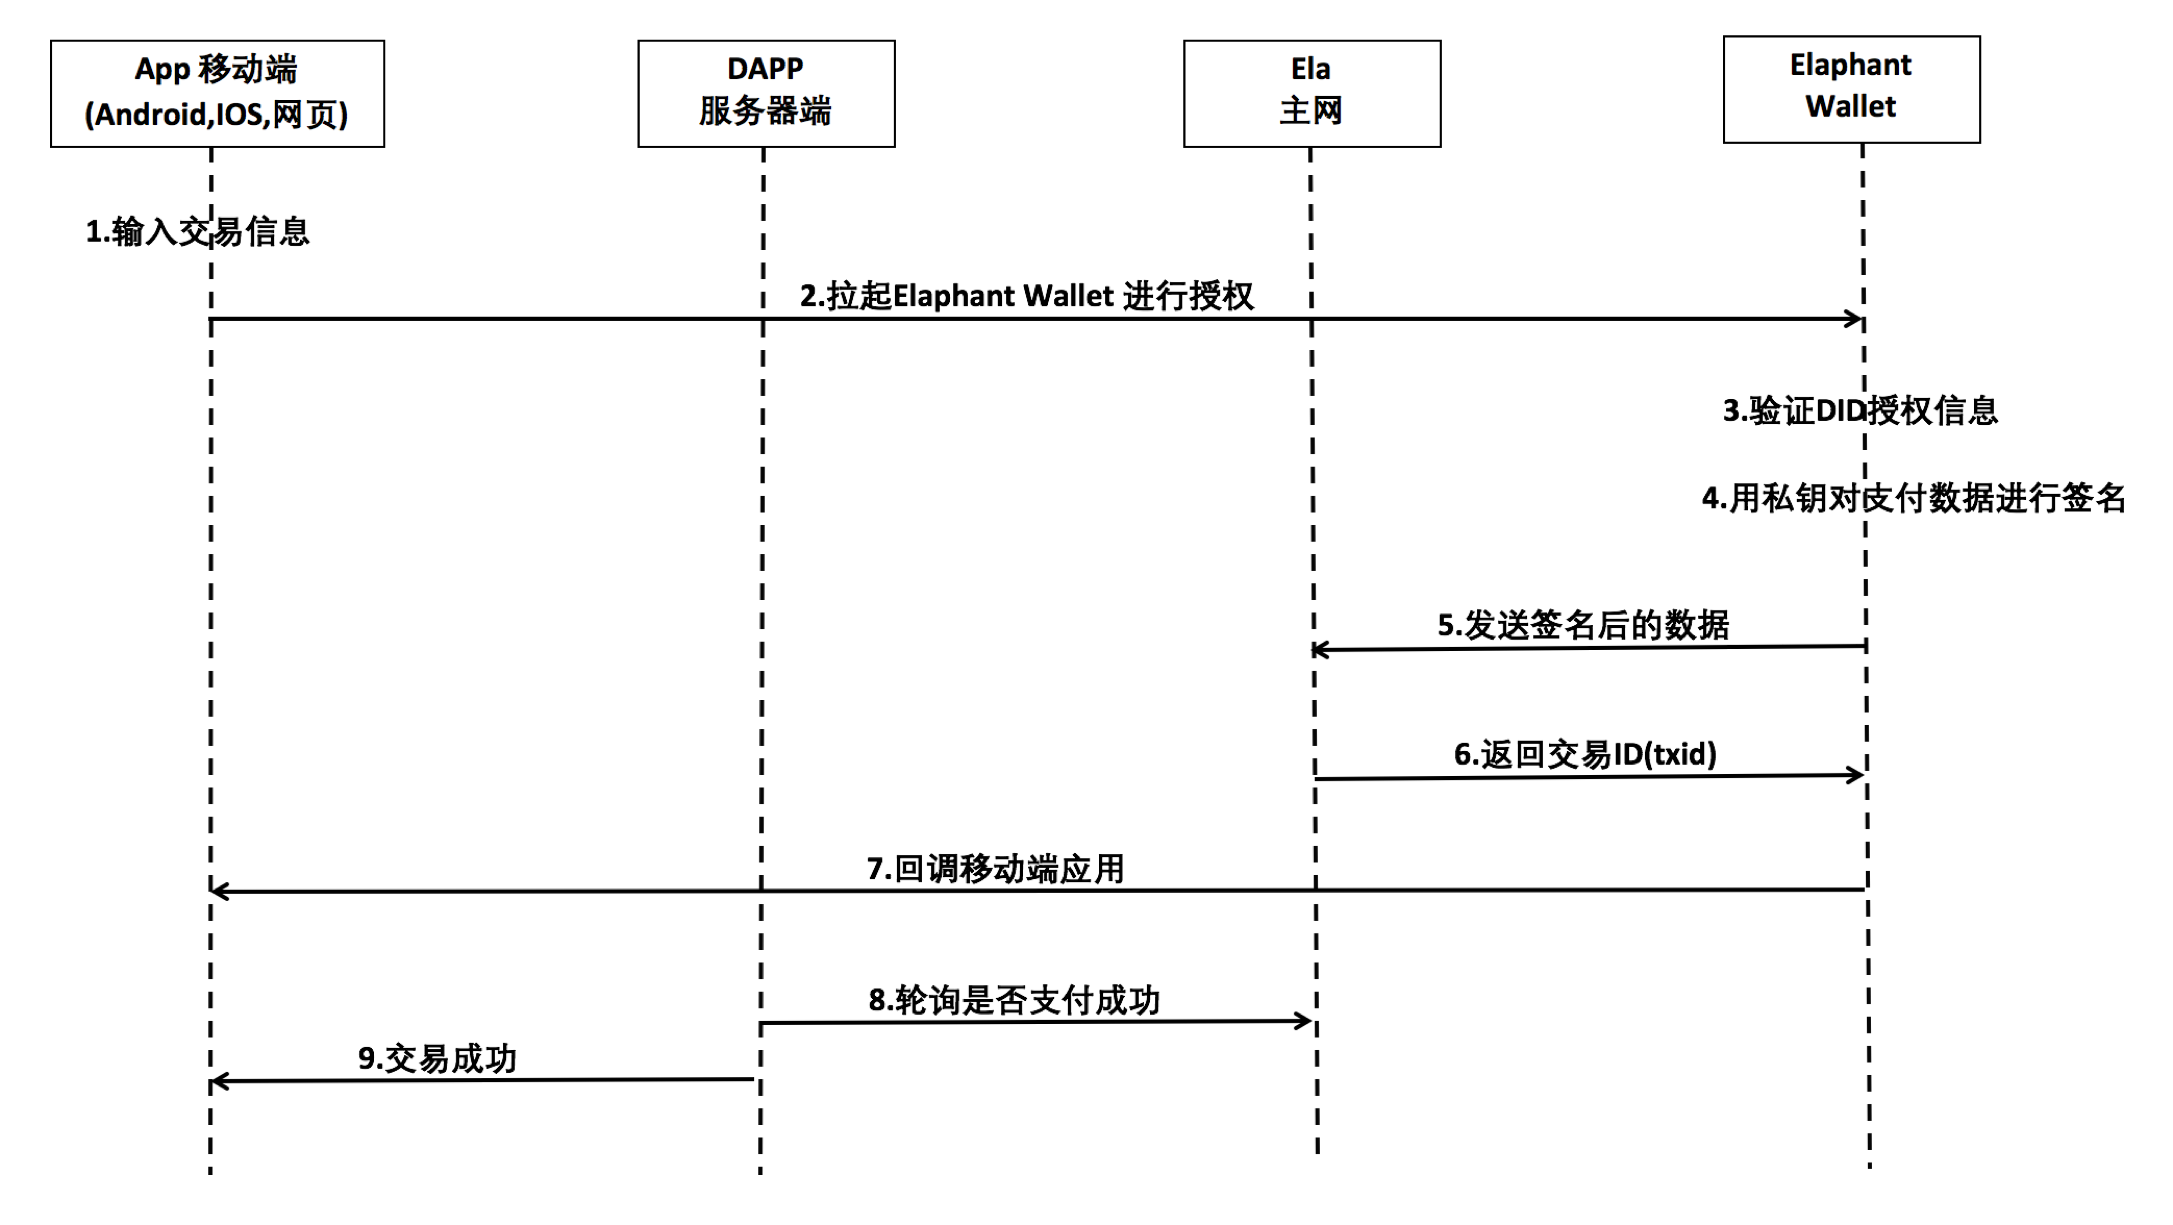 App 移动端
(Android,IOS,网页)
DAPP
服务器端
Ela
主网
Elaphant
Wallet
1.输入交易信息
2.拉起Elaphant Wallet 进行授权
3.验证DID授权信息
4.用私钥对支付数据进行签名
5.发送签名后的数据
6.返回交易ID(txid)
7.回调移动端应用
8.轮询是否支付成功
9.交易成功